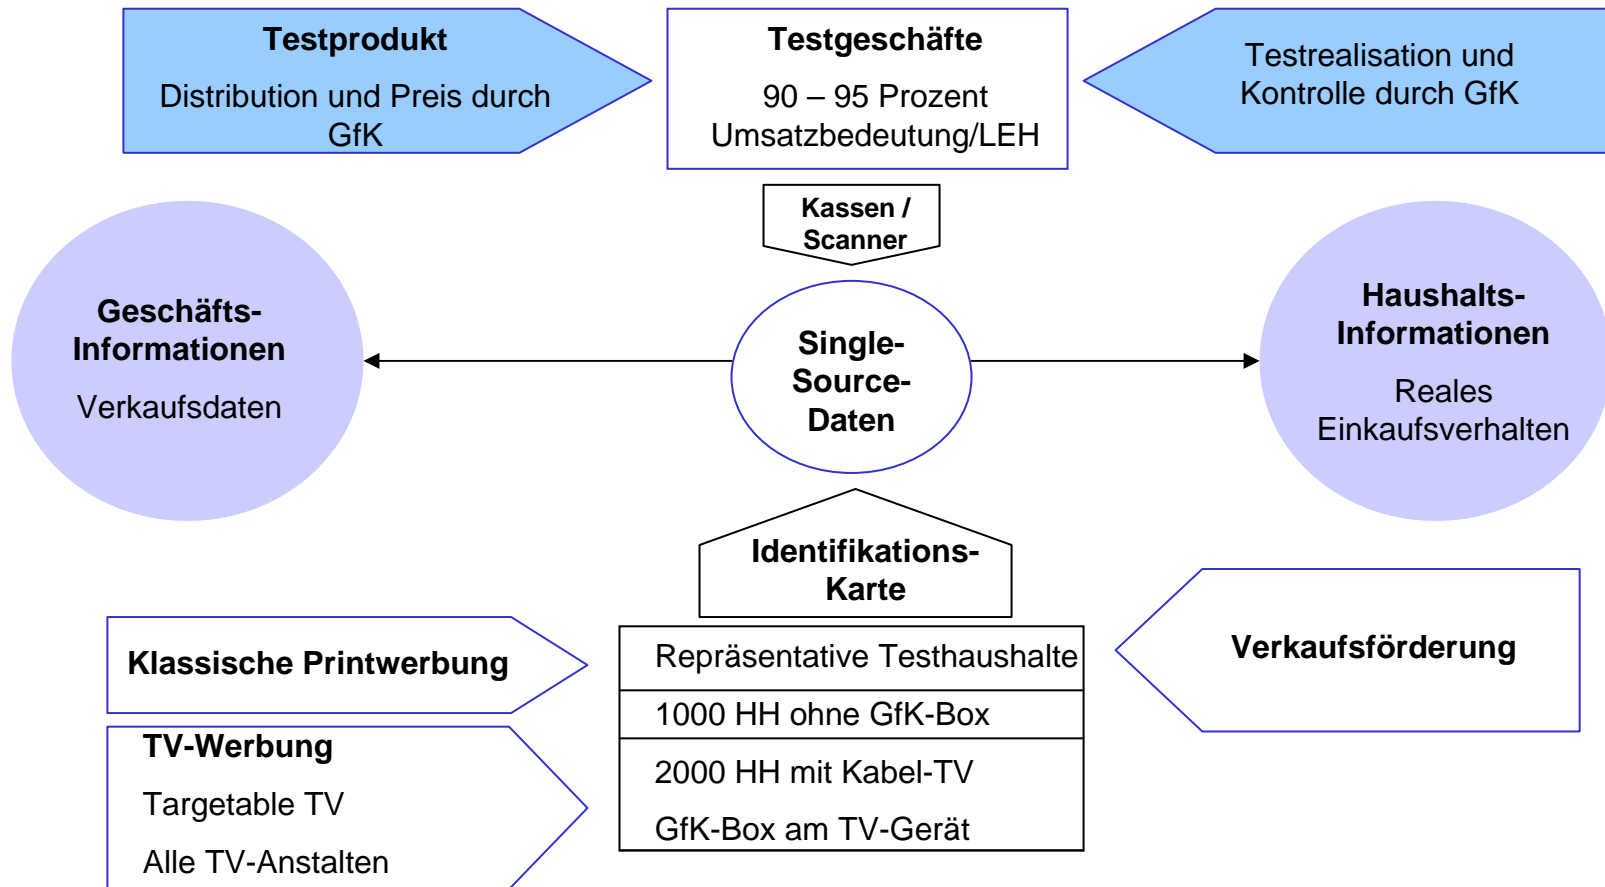 Testprodukt
Distribution und Preis durch
GfK
Testgeschäfte
90 – 95 Prozent
Umsatzbedeutung/LEH
Testrealisation und
Kontrolle durch GfK
Kassen /
Scanner
Geschäfts-
Informationen
Verkaufsdaten
Single-
Source-
Daten
Haushalts-
Informationen
Reales
Einkaufsverhalten
Identifikations-
Karte
Klassische Printwerbung
TV-Werbung
Targetable TV
Alle TV-Anstalten
Repräsentative Testhaushalte
1000 HH ohne GfK-Box
2000 HH mit Kabel-TV
GfK-Box am TV-Gerät
Verkaufsförderung